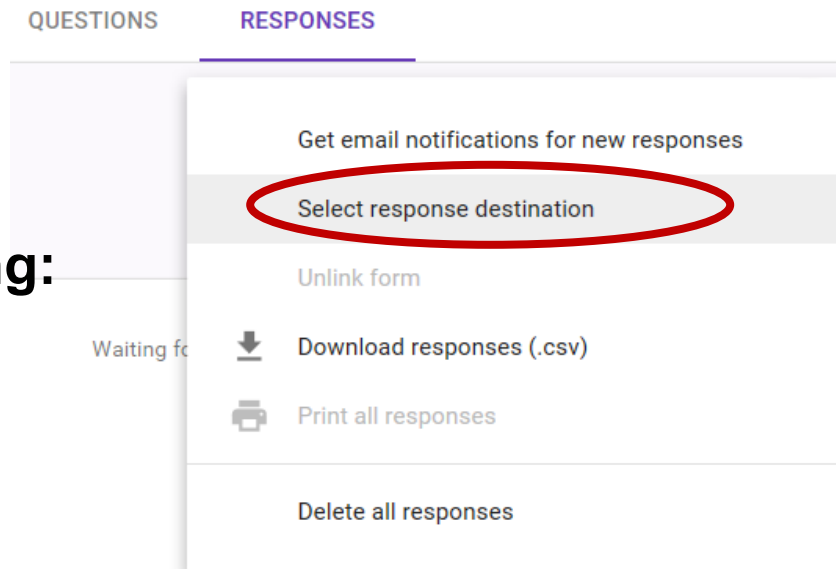 QUESTIONS RESPONSES
Get email notifications for new responses
Select response destination
Unlink form
Waiting
Download responses (.csv)
Print all responses
Delete all responses